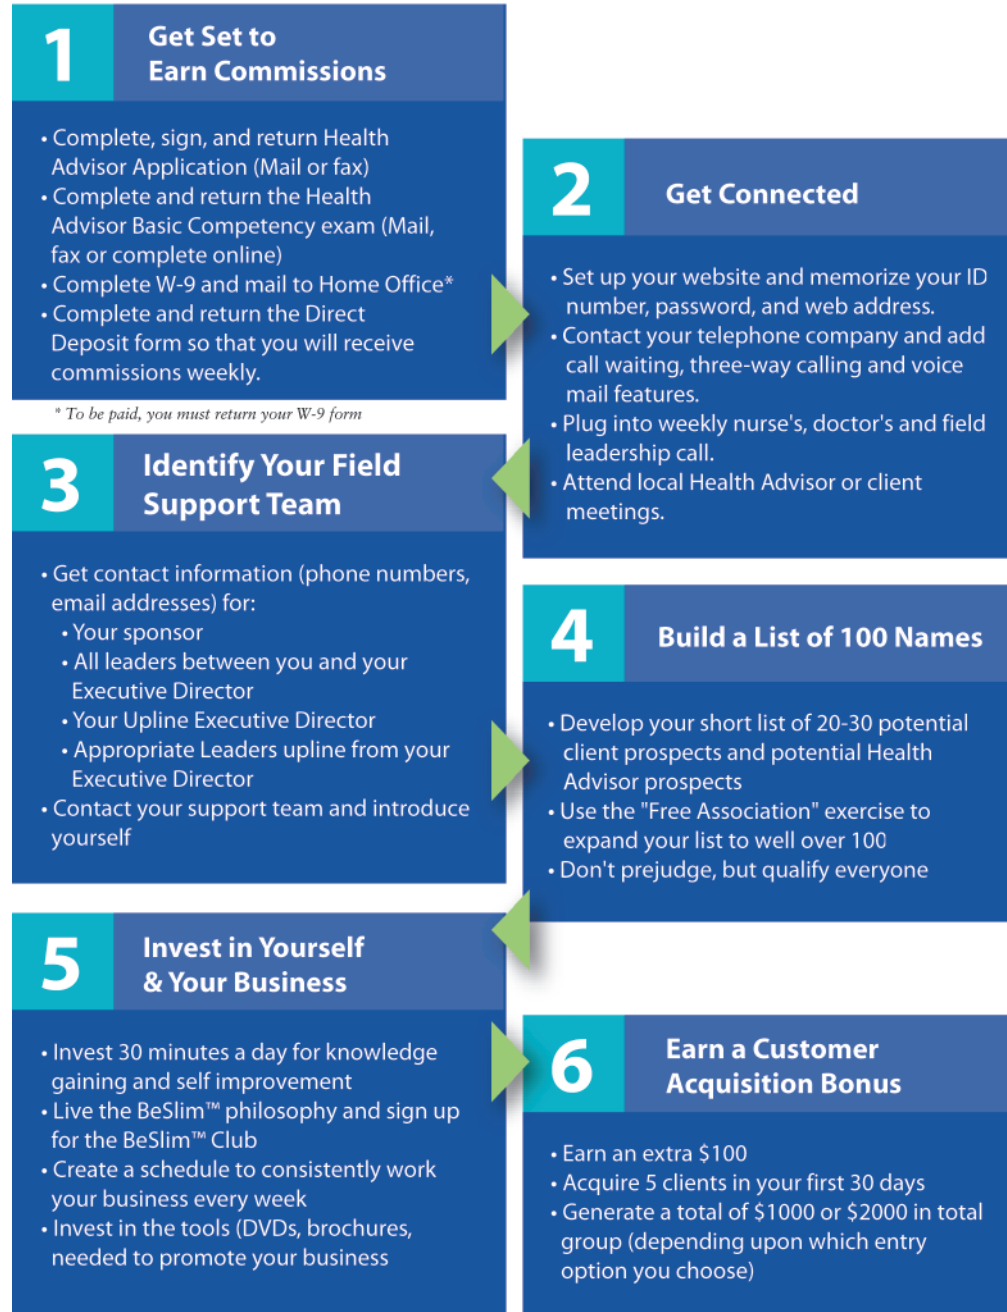 1
Get Set to
Earn Commissions
• Complete, sign, and return Health
Advisor Application (Mail or fax)
• Complete and return the Health
Advisor Basic Competency exam (Mail,
fax or complete online)
• Complete W-9 and mail to Home Office*
• Complete and return the Direct
Deposit form so that you will receive
commissions weekly.
* To be paid, you must return your W-9 form
2
Get Connected
• Set up your website and memorize your ID
number, password, and web address.
• Contact your telephone company and add
call waiting, three-way calling and voice
mail features.
• Plug into weekly nurse's, doctor's and field
leadership call.
• Attend local Health Advisor or client
meetings.
3
Identify Your Field
Support Team
• Get contact information (phone numbers,
email addresses) for:
• Your sponsor
• All leaders between you and your
Executive Director
• Your Upline Executive Director
• Appropriate Leaders upline from your
Executive Director
• Contact your support team and introduce
yourself
4
Build a List of 100 Names
• Develop your short list of 20-30 potential
client prospects and potential Health
Advisor prospects
• Use the "Free Association" exercise to
expand your list to well over 100
• Don't prejudge, but qualify everyone
5
Invest in Yourself
& Your Business
• Invest 30 minutes a day for knowledge
gaining and self improvement
• Live the BeSlim™ philosophy and sign up
for the BeSlim™ Club
• Create a schedule to consistently work
your business every week
• Invest in the tools (DVDs, brochures,
needed to promote your business
6
Earn a Customer
Acquisition Bonus
• Earn an extra $100
• Acquire 5 clients in your first 30 days
• Generate a total of $1000 or $2000 in total
group (depending upon which entry
option you choose)